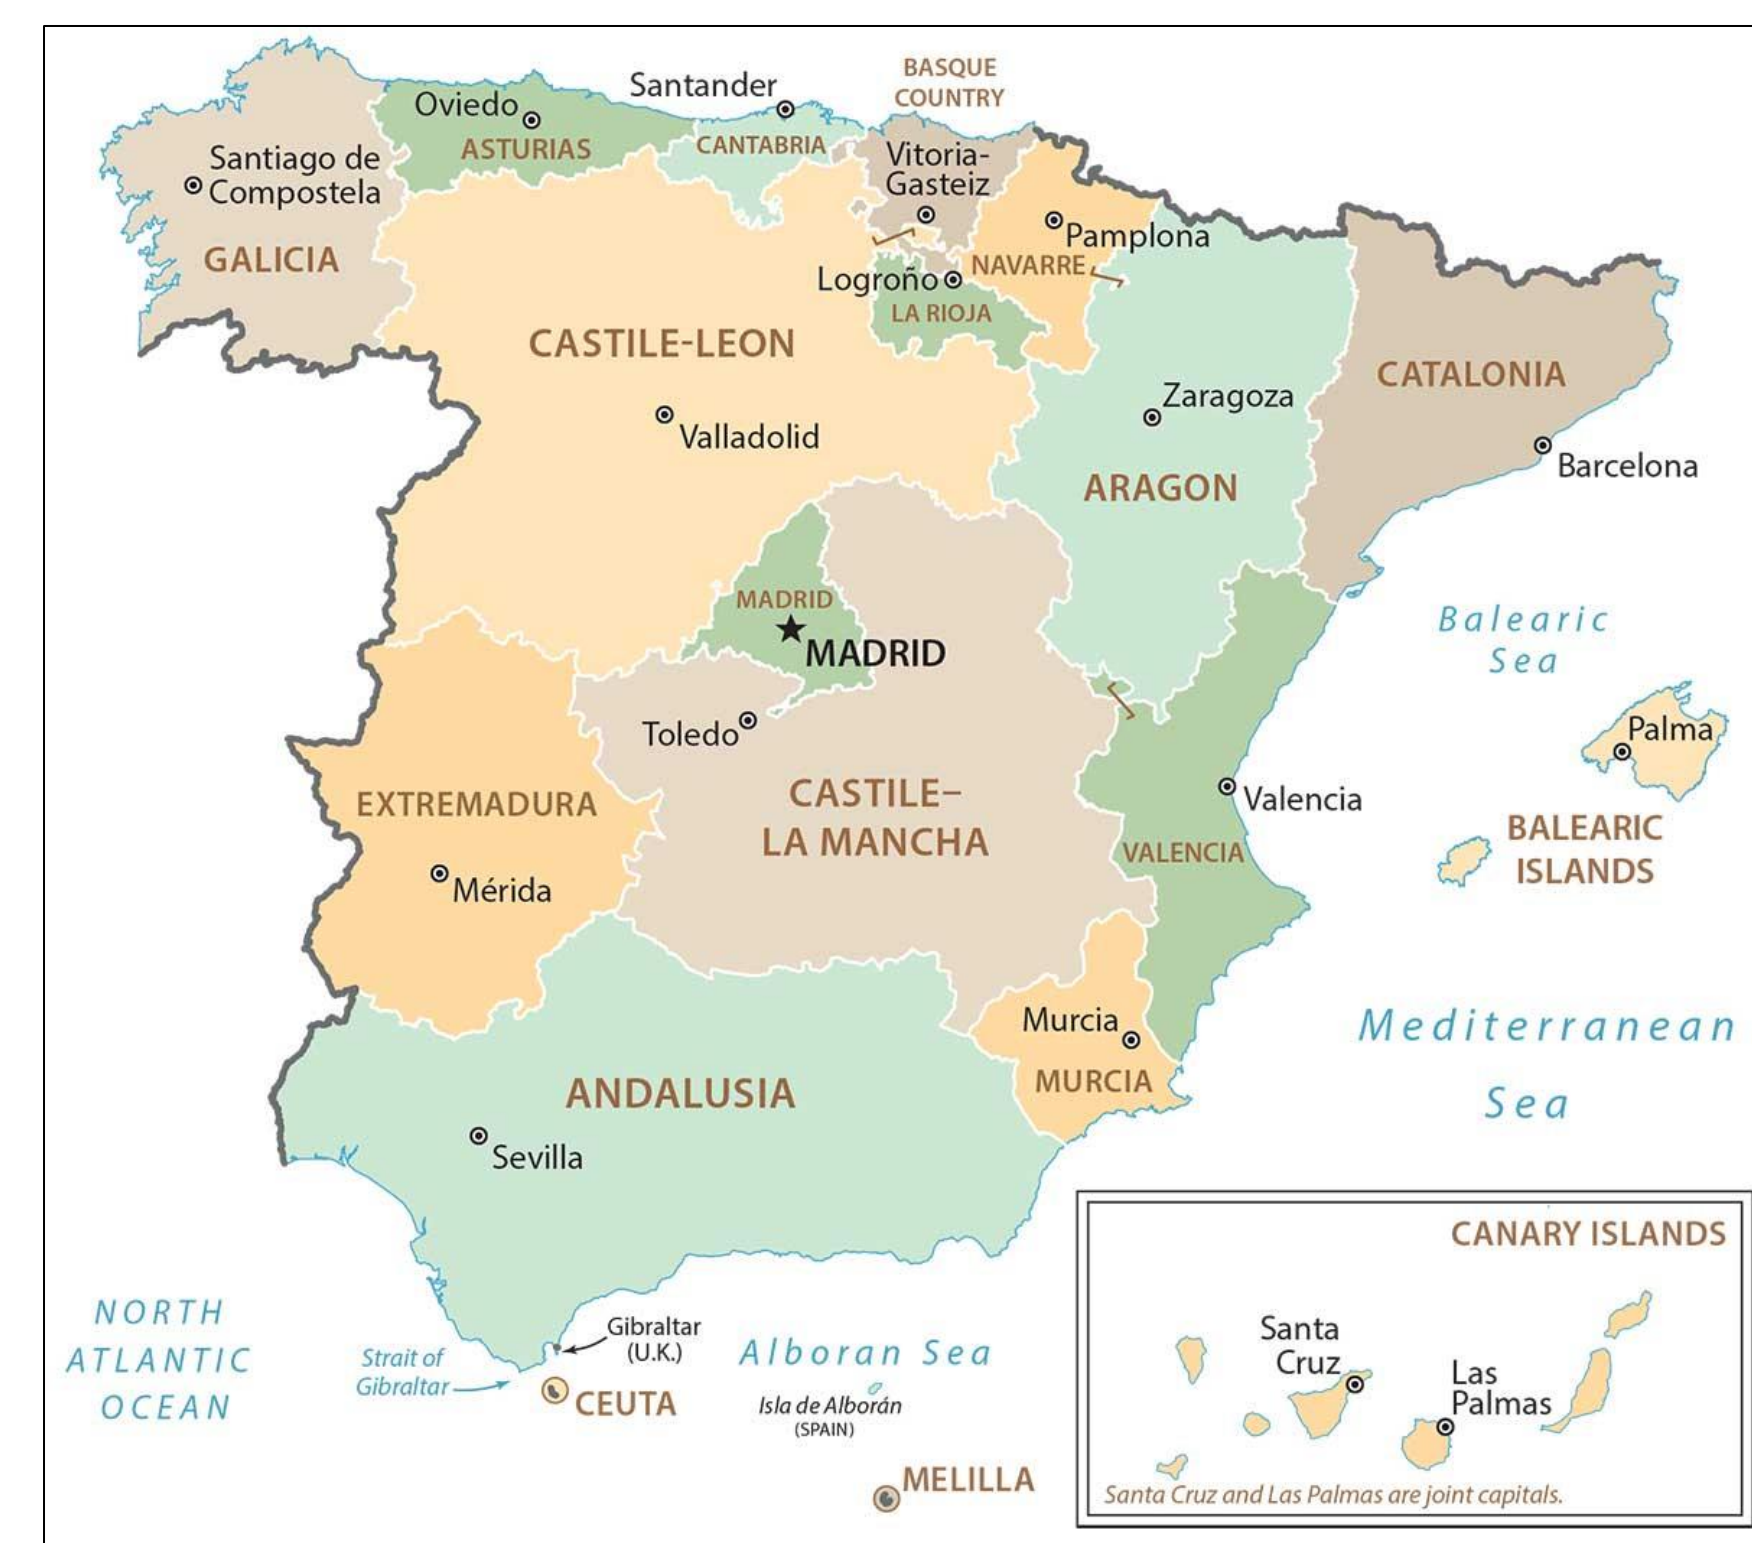 BASQUE
COUNTRY
Santander
Oviedo
ASTURIAS
CANTABRIA
Vitoria-
Gasteiz
Santiago de
Compostela
GALICIA
Pamplona
NAVARRE
Logroño
LA RIOJA
CASTILE-LEON
CATALONIA
Zaragoza
Valladolid
Barcelona
ARAGON
MADRID
MADRID
Balearic
Sea
Toledo
Palma
CASTILE–
LA MANCHA
EXTREMADURA
Valencia
BALEARIC
ISLANDS
VALENCIA
Mérida
Murcia
Mediterranean
Sea
MURCIA
ANDALUSIA
Sevilla
CANARY ISLANDS
NORTH
ATLANTIC
OCEAN
Gibraltar
(U.K.)
Strait of
Gibraltar
Alboran Sea
CEUTA
Isla de Alborán
(SPAIN)
MELILLA
Santa
Cruz
Las
Palmas
Santa Cruz and Las Palmas are joint capitals.